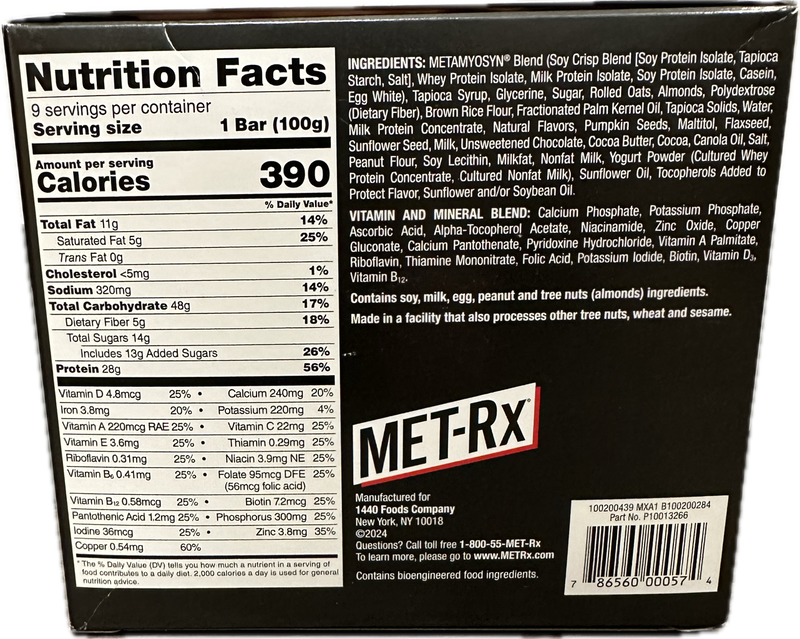 Nutrition Facts
9 servings per container
Serving size 1 Bar (100g)
Amount per serving
Calories 390
% Daily Value*
Total Fat 11g 14%
Saturated Fat 5g 25%
Trans Fat 0g
Cholesterol <5mg 1%
Sodium 320mg 14%
Total Carbohydrate 48g 17%
Dietary Fiber 5g 18%
Total Sugars 14g
Includes 13g Added Sugars 26%
Protein 28g 56%
Vitamin D 4.8mcg 25% • Calcium 240mg 20%
Iron 3.8mg 20% • Potassium 220mg 4%
Vitamin A 220mcg RAE 25% • Vitamin C 22mg 25%
Vitamin E 3.6mg 25% • Thiamin 0.29mg 25%
Riboflavin 0.31mg 25% • Niacin 3.9mg NE 25%
Vitamin B₆ 0.41mg 25% • Folate 95mcg DFE 25%
(56mcg folic acid)
Vitamin B₁₂ 0.58mcg 25% • Biotin 7.2mcg 25%
Pantothenic Acid 1.2mg 25% • Phosphorus 300mg 25%
Iodine 36mcg 25% • Zinc 3.8mg 35%
Copper 0.54mg 60%
* The % Daily Value (DV) tells you how much a nutrient in a serving of
food contributes to a daily diet. 2,000 calories a day is used for general
nutrition advice.
INGREDIENTS: METAMYOSYN® Blend (Soy Crisp Blend [Soy Protein Isolate, Tapioca
Starch, Salt], Whey Protein Isolate, Milk Protein Isolate, Soy Protein Isolate, Casein,
Egg White), Tapioca Syrup, Glycerine, Sugar, Rolled Oats, Almonds, Polydextrose
(Dietary Fiber), Brown Rice Flour, Fractionated Palm Kernel Oil, Tapioca Solids, Water,
Milk Protein Concentrate, Natural Flavors, Pumpkin Seeds, Maltitol, Flaxseed,
Sunflower Seed, Milk, Unsweetened Chocolate, Cocoa Butter, Cocoa, Canola Oil, Salt,
Peanut Flour, Soy Lecithin, Milkfat, Nonfat Milk, Yogurt Powder (Cultured Whey
Protein Concentrate, Cultured Nonfat Milk), Sunflower Oil, Tocopherols Added to
Protect Flavor, Sunflower and/or Soybean Oil.
VITAMIN AND MINERAL BLEND: Calcium Phosphate, Potassium Phosphate,
Ascorbic Acid, Alpha-Tocopherol Acetate, Niacinamide, Zinc Oxide, Copper
Gluconate, Calcium Pantothenate, Pyridoxine Hydrochloride, Vitamin A Palmitate,
Riboflavin, Thiamine Mononitrate, Folic Acid, Potassium Iodide, Biotin, Vitamin D₃,
Vitamin B₁₂.
Contains soy, milk, egg, peanut and tree nuts (almonds) ingredients.
Made in a facility that also processes other tree nuts, wheat and sesame.
MET-Rx®
Manufactured for
1440 Foods Company
New York, NY 10018
©2024
Questions? Call toll free 1-800-55-MET-Rx
To learn more, please go to www.METRx.com
Contains bioengineered food ingredients.
100200439 MXA1 B100200284
Part No. P10013266
7 86560 00057 4